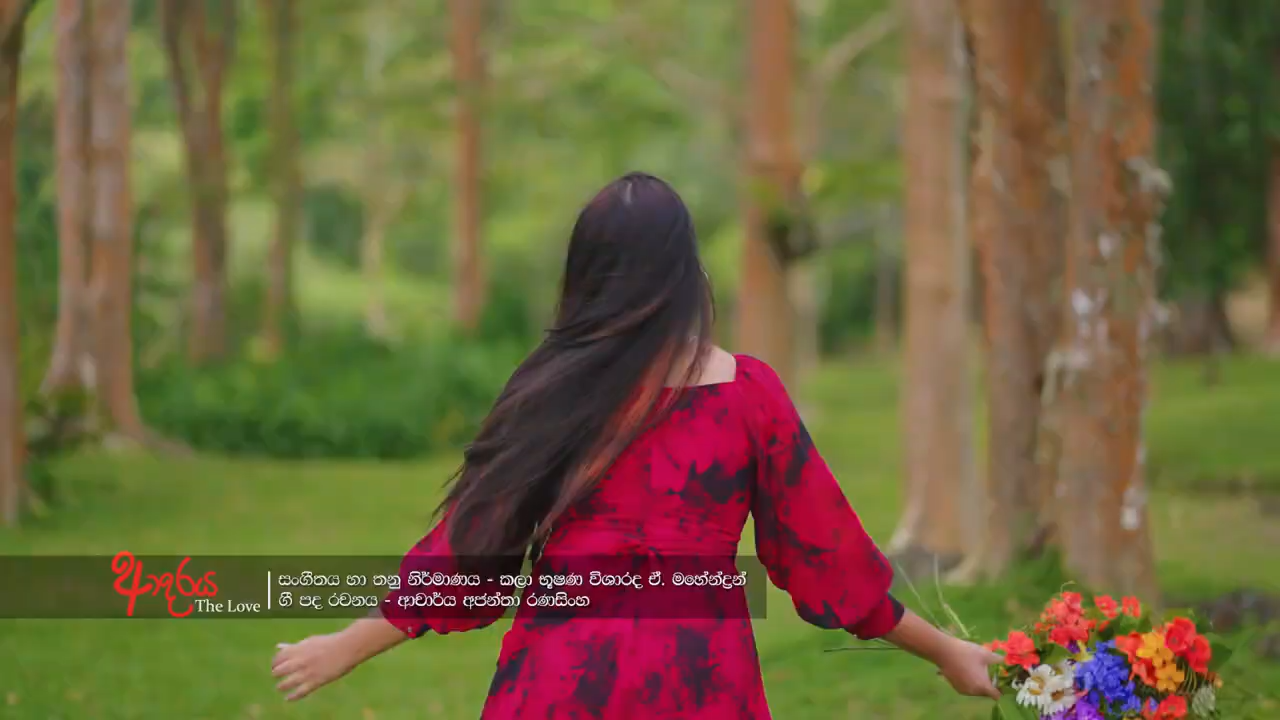 ආදරය
The Love
සංගීතය හා තනු නිර්මාණය - කලා භූෂණ විශාරද ඒ. මහේන්ද්‍රන්
ගී පද රචනය - ආචාර්ය අජන්තා රණසිංහ